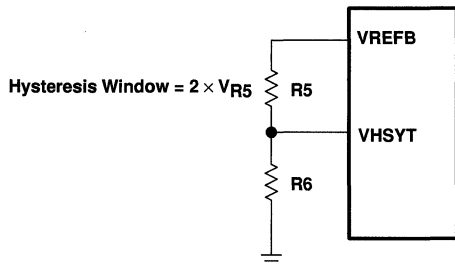 VREFB
Hysteresis Window = 2 × VR5
R5
VHSYT
R6